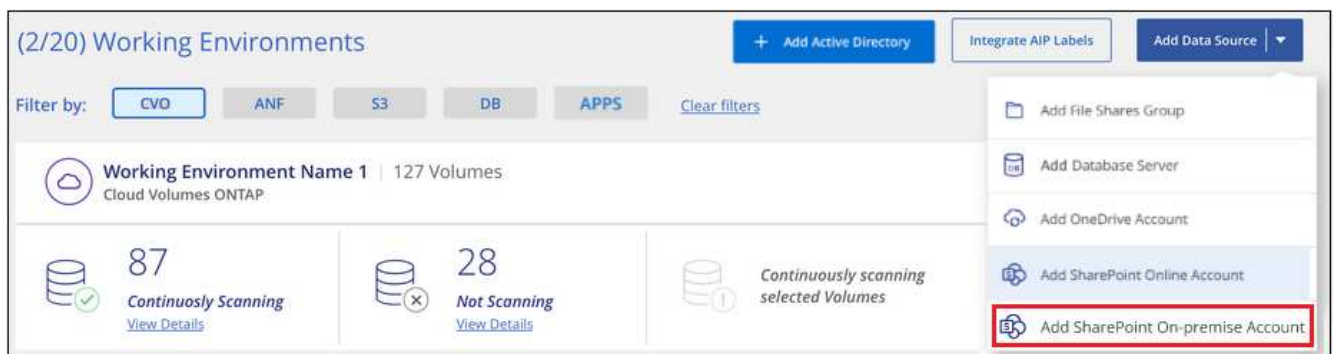 (2/20) Working Environments
+ Add Active Directory
Integrate AIP Labels
Add Data Source
Filter by:
CVO
ANF
S3
DB
APPS
Clear filters
Add File Shares Group
Working Environment Name 1 | 127 Volumes
Cloud Volumes ONTAP
DB
Add Database Server
Add OneDrive Account
87
Continuosly Scanning
View Details
28
Not Scanning
View Details
Continuously scanning
selected Volumes
S
Add SharePoint Online Account
S
Add SharePoint On-premise Account